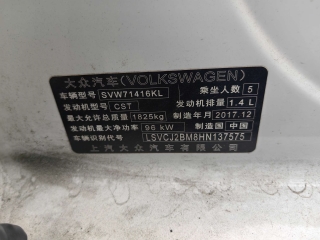 大众汽车(VOLKSWAGEN)
车辆型号 SVW71416KL 乘坐人数 5
发动机型号 CST 发动机排量 1.4 L
最大允许总质量 1825kg 制造年月 2017.12
发动机最大净功率 96 kW 制造国 中国
车辆识别代号 LSVCJ2BM8HN137575
上汽大众汽车有限公司